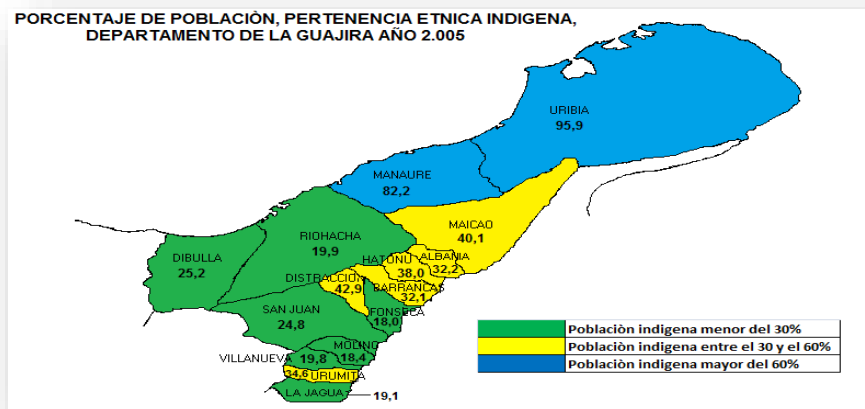 PORCENTAJE DE POBLACIÒN, PERTENENCIA ETNICA INDIGENA,
DEPARTAMENTO DE LA GUAJIRA AÑO 2.005
URIBIA
95,9
MANAURE
82,2
MAICAO
40,1
RIOHACHA
19,9
DIBULLA
25,2
HATONU
38,0
ALBANIA
32,2
DISTRACCION
42,9
BARRANCAS
32,1
FONSECA
18,0
SAN JUAN
24,8
MOLINO
18,4
VILLANUEVA
19,8
34,6
URUMITA
LA JAGUA
19,1
Poblaciòn indigena menor del 30%
Poblaciòn indigena entre el 30 y el 60%
Poblaciòn indigena mayor del 60%